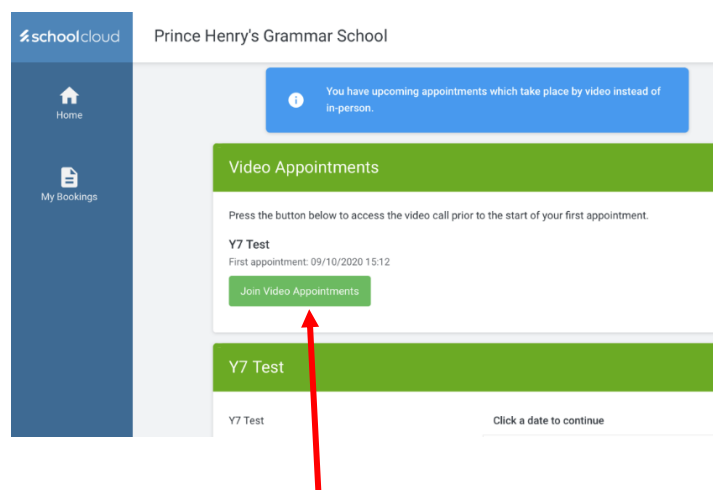 schoolcloud
Prince Henry's Grammar School
Home
My Bookings
You have upcoming appointments which take place by video instead of
in-person.
Video Appointments
Press the button below to access the video call prior to the start of your first appointment.
Y7 Test
First appointment: 09/10/2020 15:12
Join Video Appointments
Y7 Test
Y7 Test
Click a date to continue